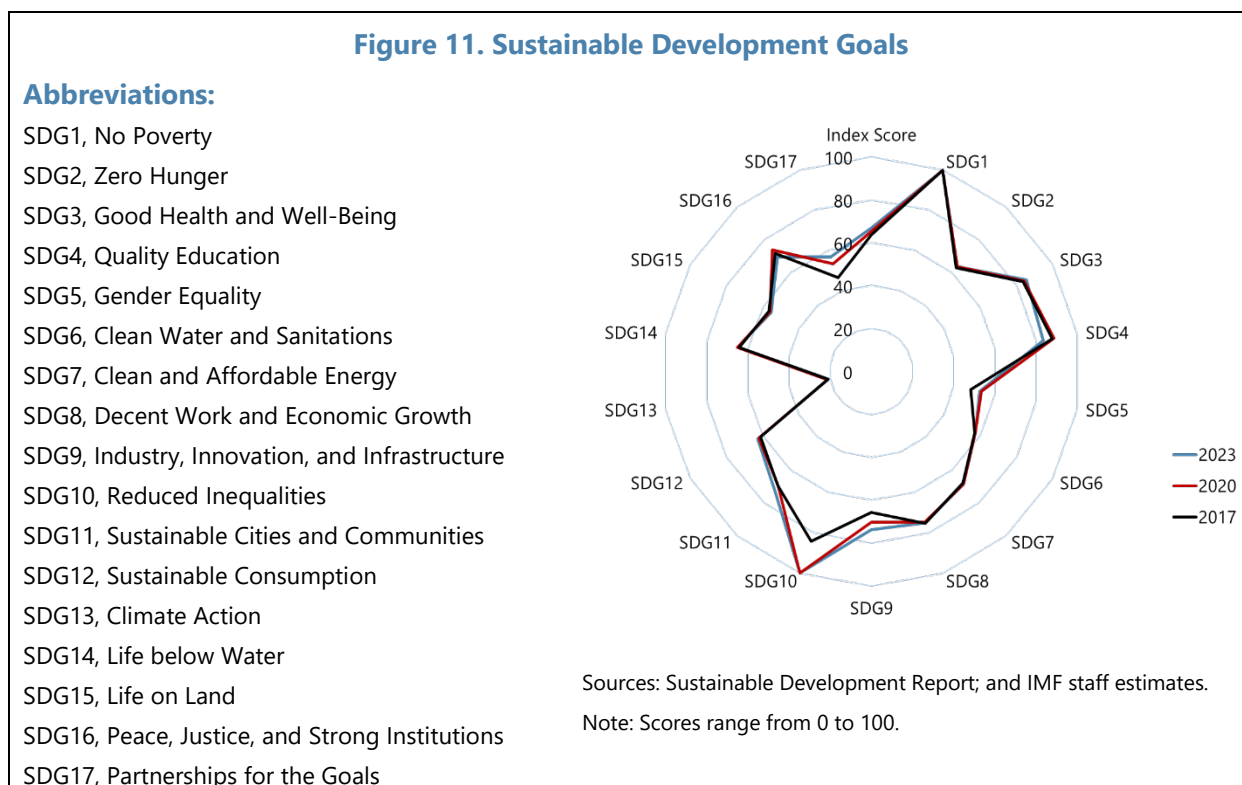 Figure 11. Sustainable Development Goals
Abbreviations:
SDG1, No Poverty
SDG2, Zero Hunger
SDG3, Good Health and Well-Being
SDG4, Quality Education
SDG5, Gender Equality
SDG6, Clean Water and Sanitations
SDG7, Clean and Affordable Energy
SDG8, Decent Work and Economic Growth
SDG9, Industry, Innovation, and Infrastructure
SDG10, Reduced Inequalities
SDG11, Sustainable Cities and Communities
SDG12, Sustainable Consumption
SDG13, Climate Action
SDG14, Life below Water
SDG15, Life on Land
SDG16, Peace, Justice, and Strong Institutions
SDG17, Partnerships for the Goals
Index Score
SDG1
SDG2
SDG3
SDG4
SDG5
SDG6
SDG7
SDG8
SDG9
SDG10
SDG11
SDG12
SDG13
SDG14
SDG15
SDG16
SDG17
100
80
60
40
20
0
2023
2020
2017
Sources: Sustainable Development Report; and IMF staff estimates.
Note: Scores range from 0 to 100.